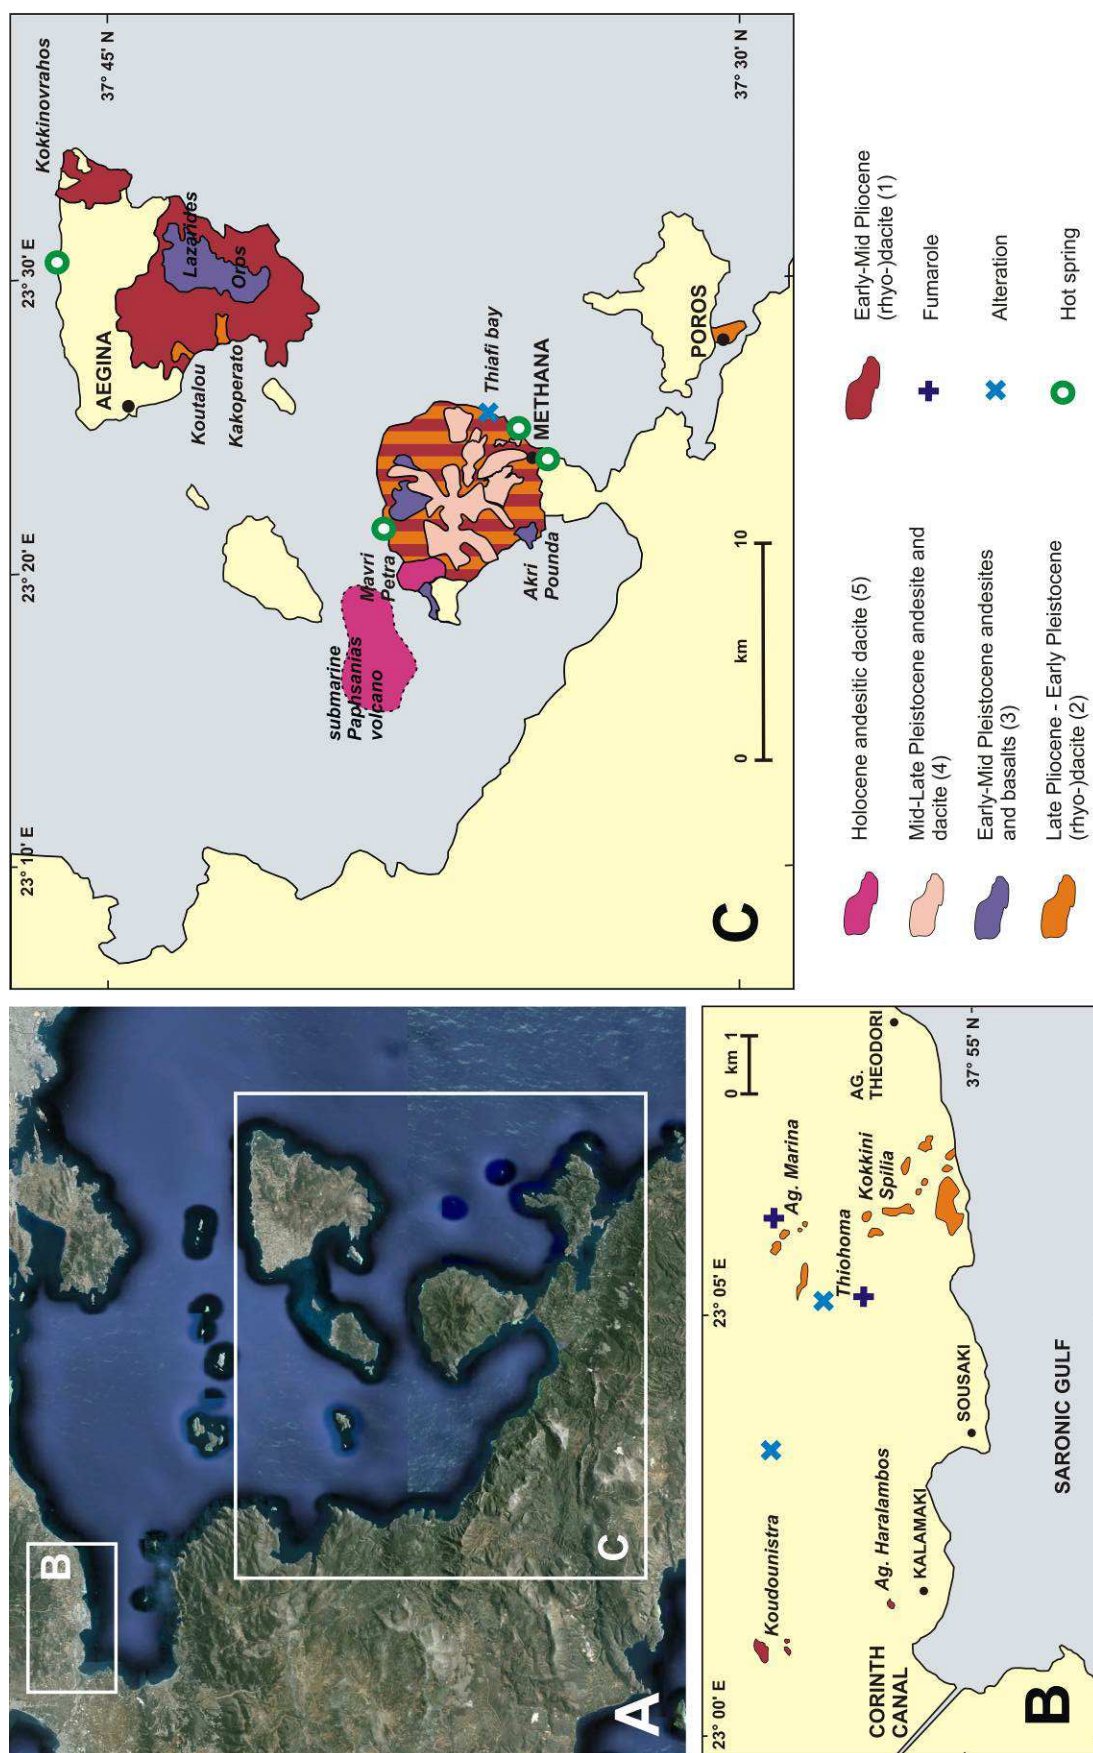 A
B
C
B
0 km 1
AG.
THEODORI
37° 55' N
Ag. Marina
Kokkini
Spilia
23° 05' E
Thiohoma
SOUSAKI
SARONIC GULF
Koudounistra
Ag. Haralambos
KALAMAKI
CORINTH
CANAL
23° 00' E
C
23° 10' E
23° 20' E
23° 30' E
37° 45' N
37° 30' N
Kokkinovrahos
AEGINA
Lazarides
Oros
Koutalou
Kakoperato
Thiafi bay
METHANA
POROS
Mavri
Petra
submarine
Paphsanias
volcano
Akri
Pounda
0 km 10
Holocene andesitic dacite (5)
Mid-Late Pleistocene andesite and
dacite (4)
Early-Mid Pleistocene andesites
and basalts (3)
Late Pliocene - Early Pleistocene
(rhyo-)dacite (2)
Early-Mid Pliocene
(rhyo-)dacite (1)
Fumarole
Alteration
Hot spring